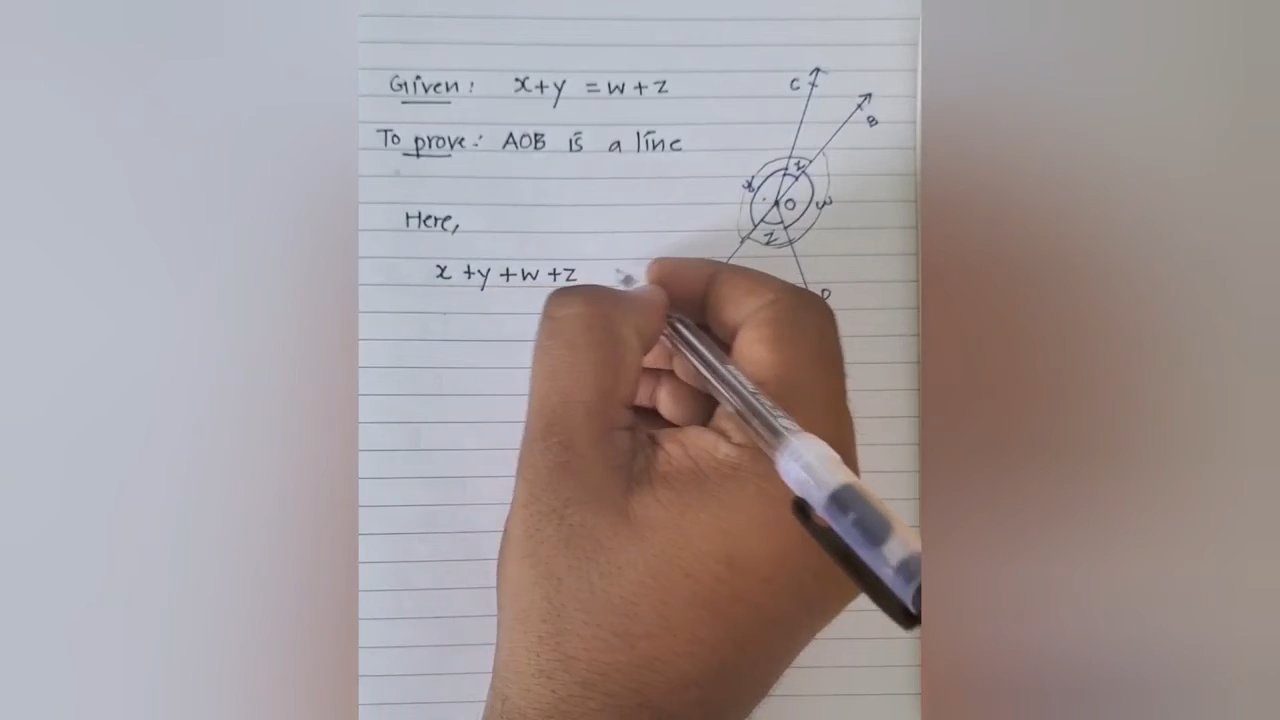 Given: x+y = w+z
To prove:- AOB is a line
Here,
x+y+w+z
C
B
x
O
w
z
D